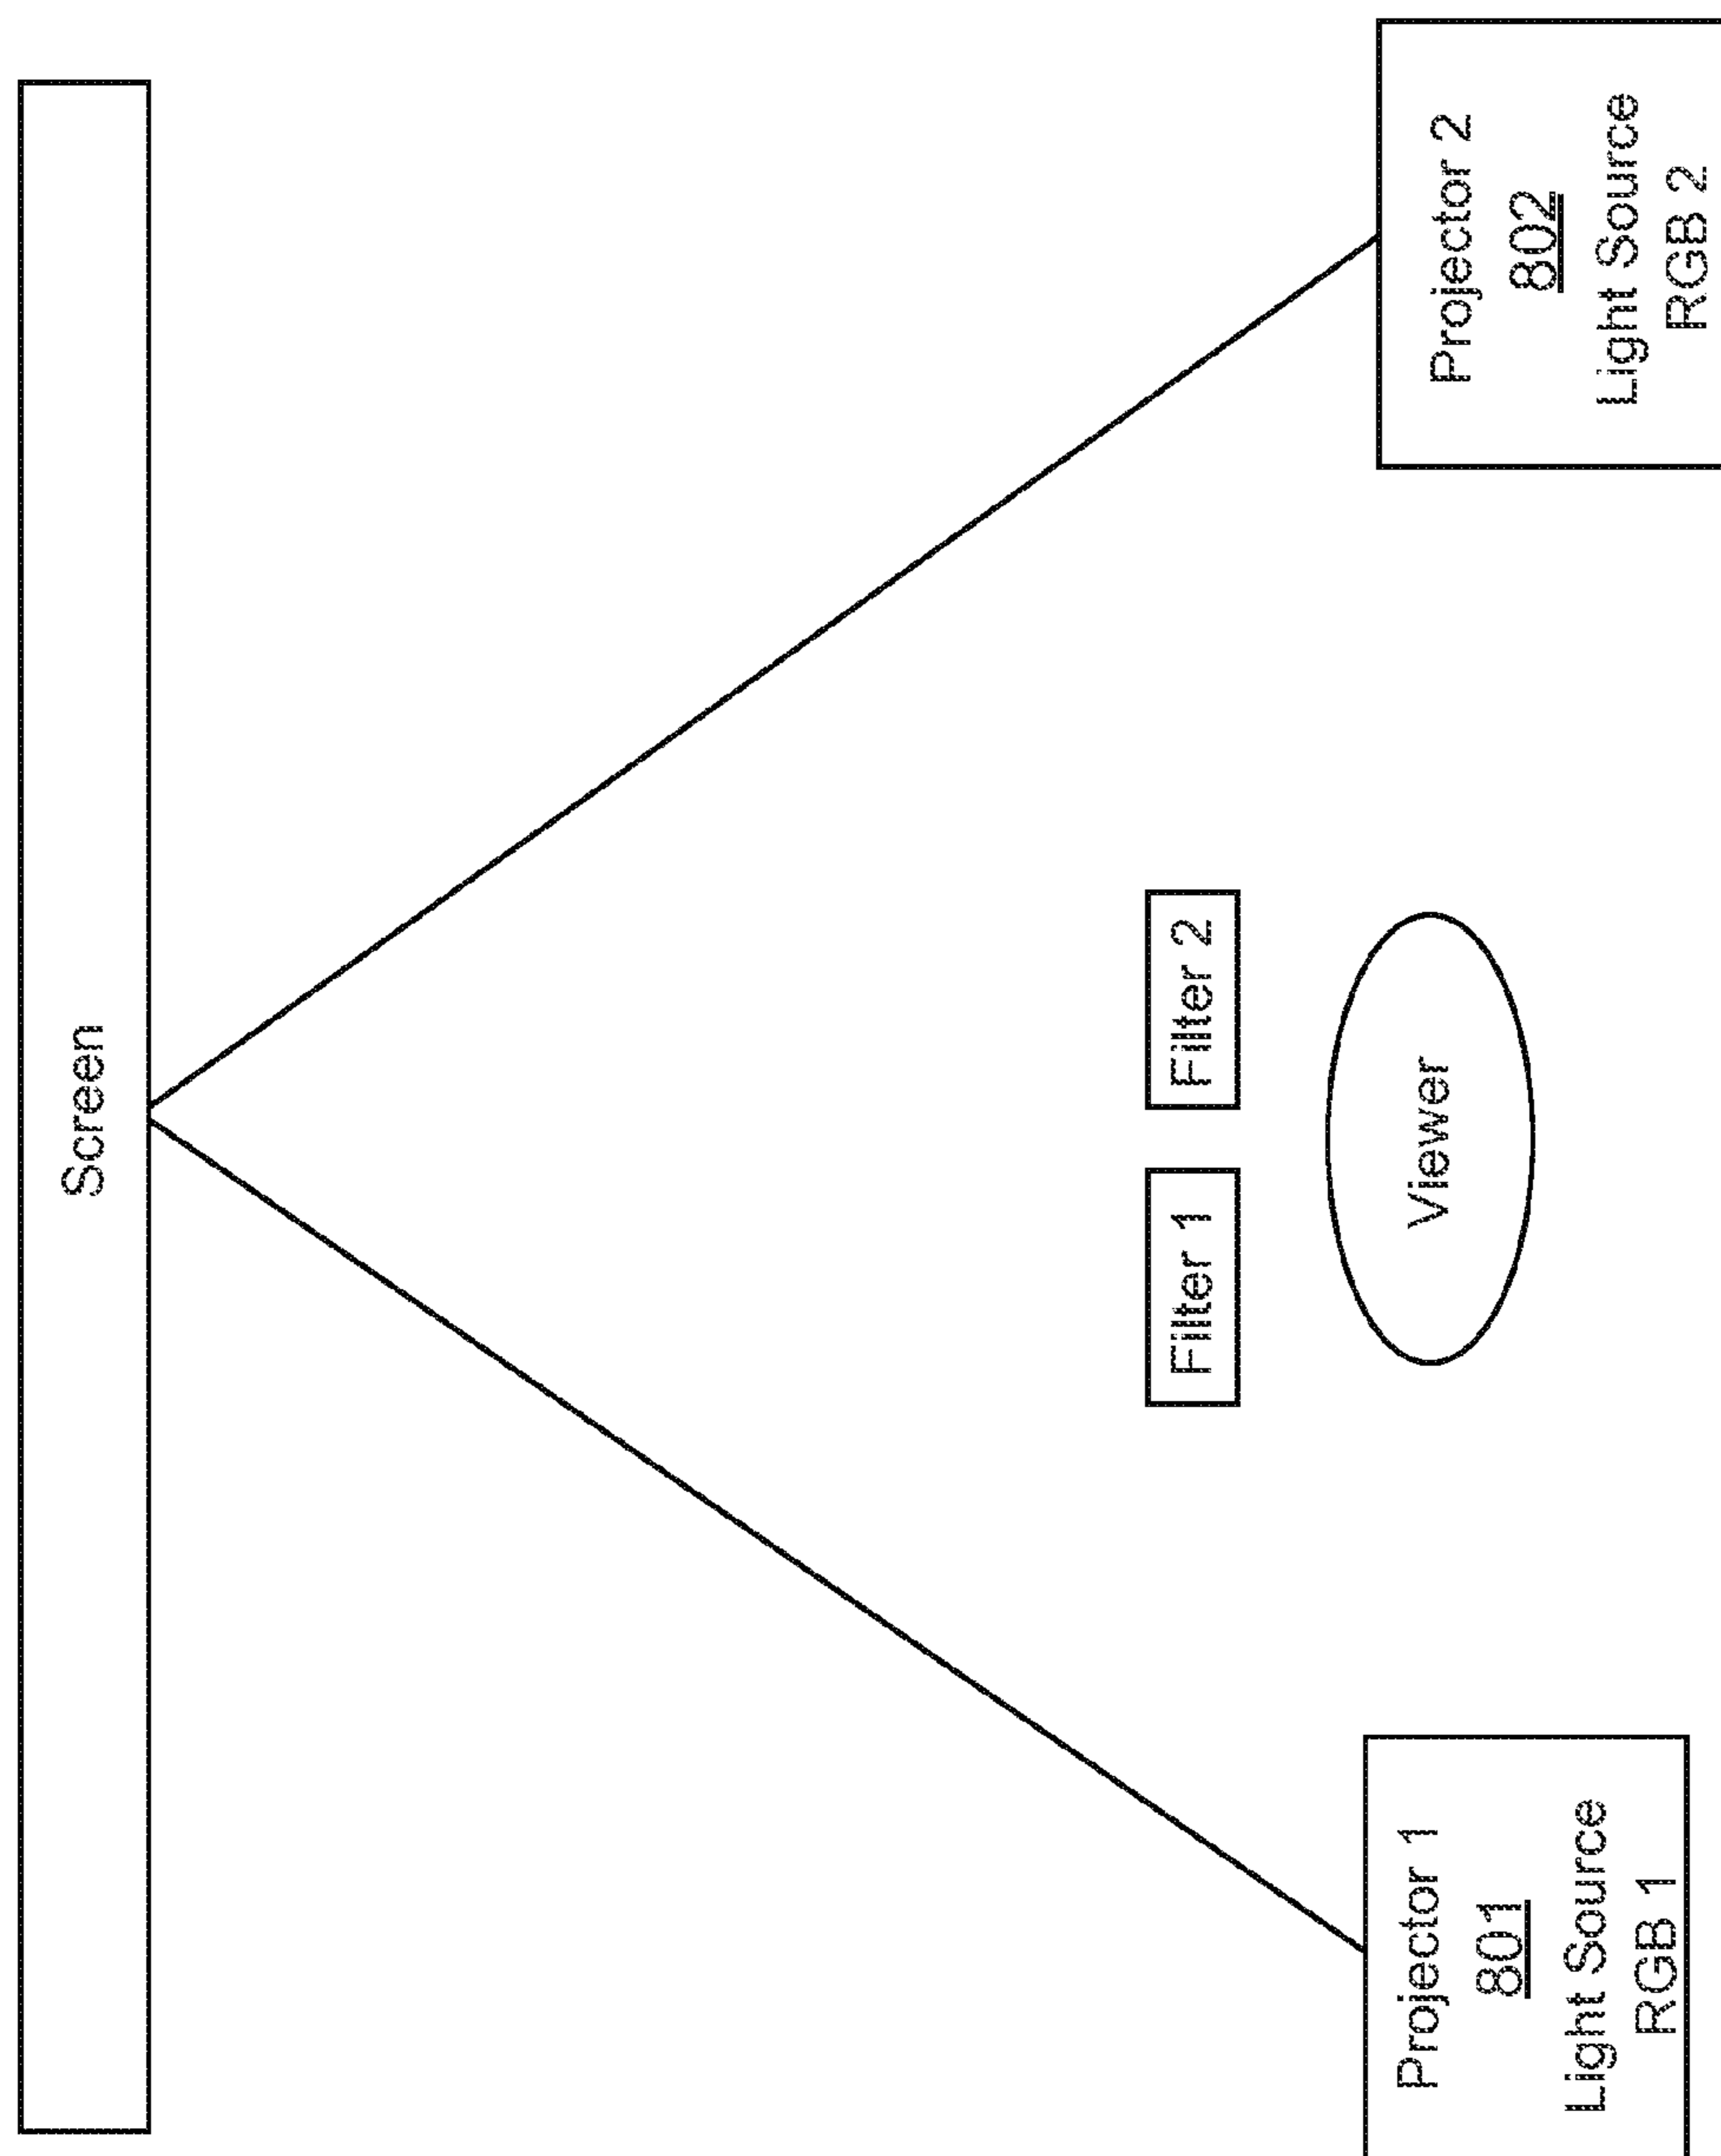 Screen
Filter 1
Filter 2
Viewer
Projector 1
801
Light Source
RGB 1
Projector 2
802
Light Source
RGB 2